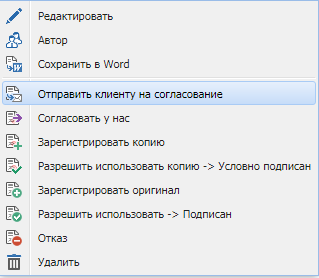 Редактировать
Автор
Сохранить в Word
Отправить клиенту на согласование
Согласовать у нас
Зарегистрировать копию
Разрешить использовать копию -> Условно подписан
Зарегистрировать оригинал
Разрешить использовать -> Подписан
Отказ
Удалить